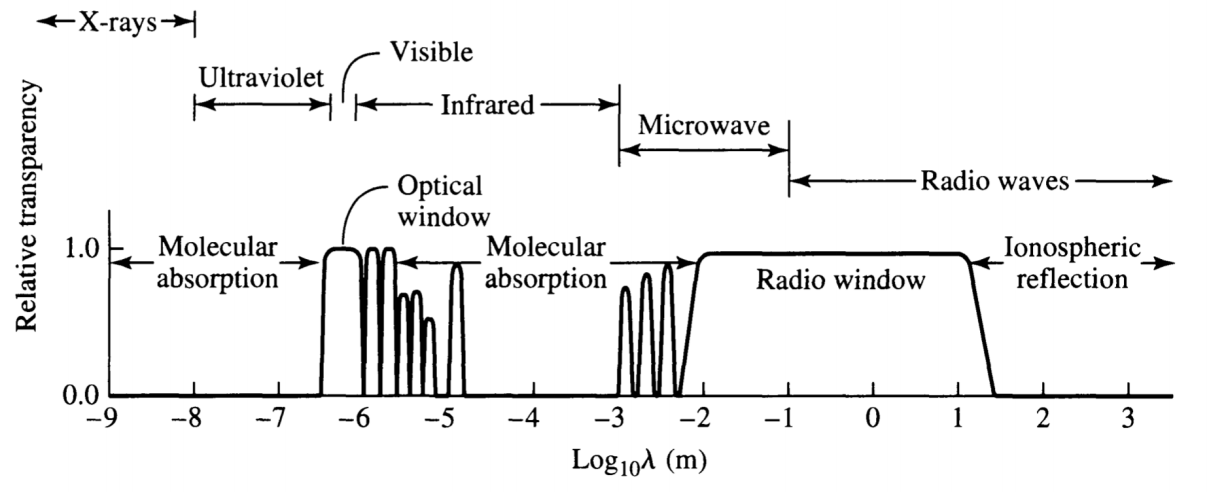 X-rays
Visible
Ultraviolet
Infrared
Microwave
Radio waves
Optical
window
Relative transparency
1.0
Molecular
absorption
Molecular
absorption
Radio window
Ionospheric
reflection
0.0
−9 −8 −7 −6 −5 −4 −3 −2 −1 0 1 2 3
Log₁₀λ (m)